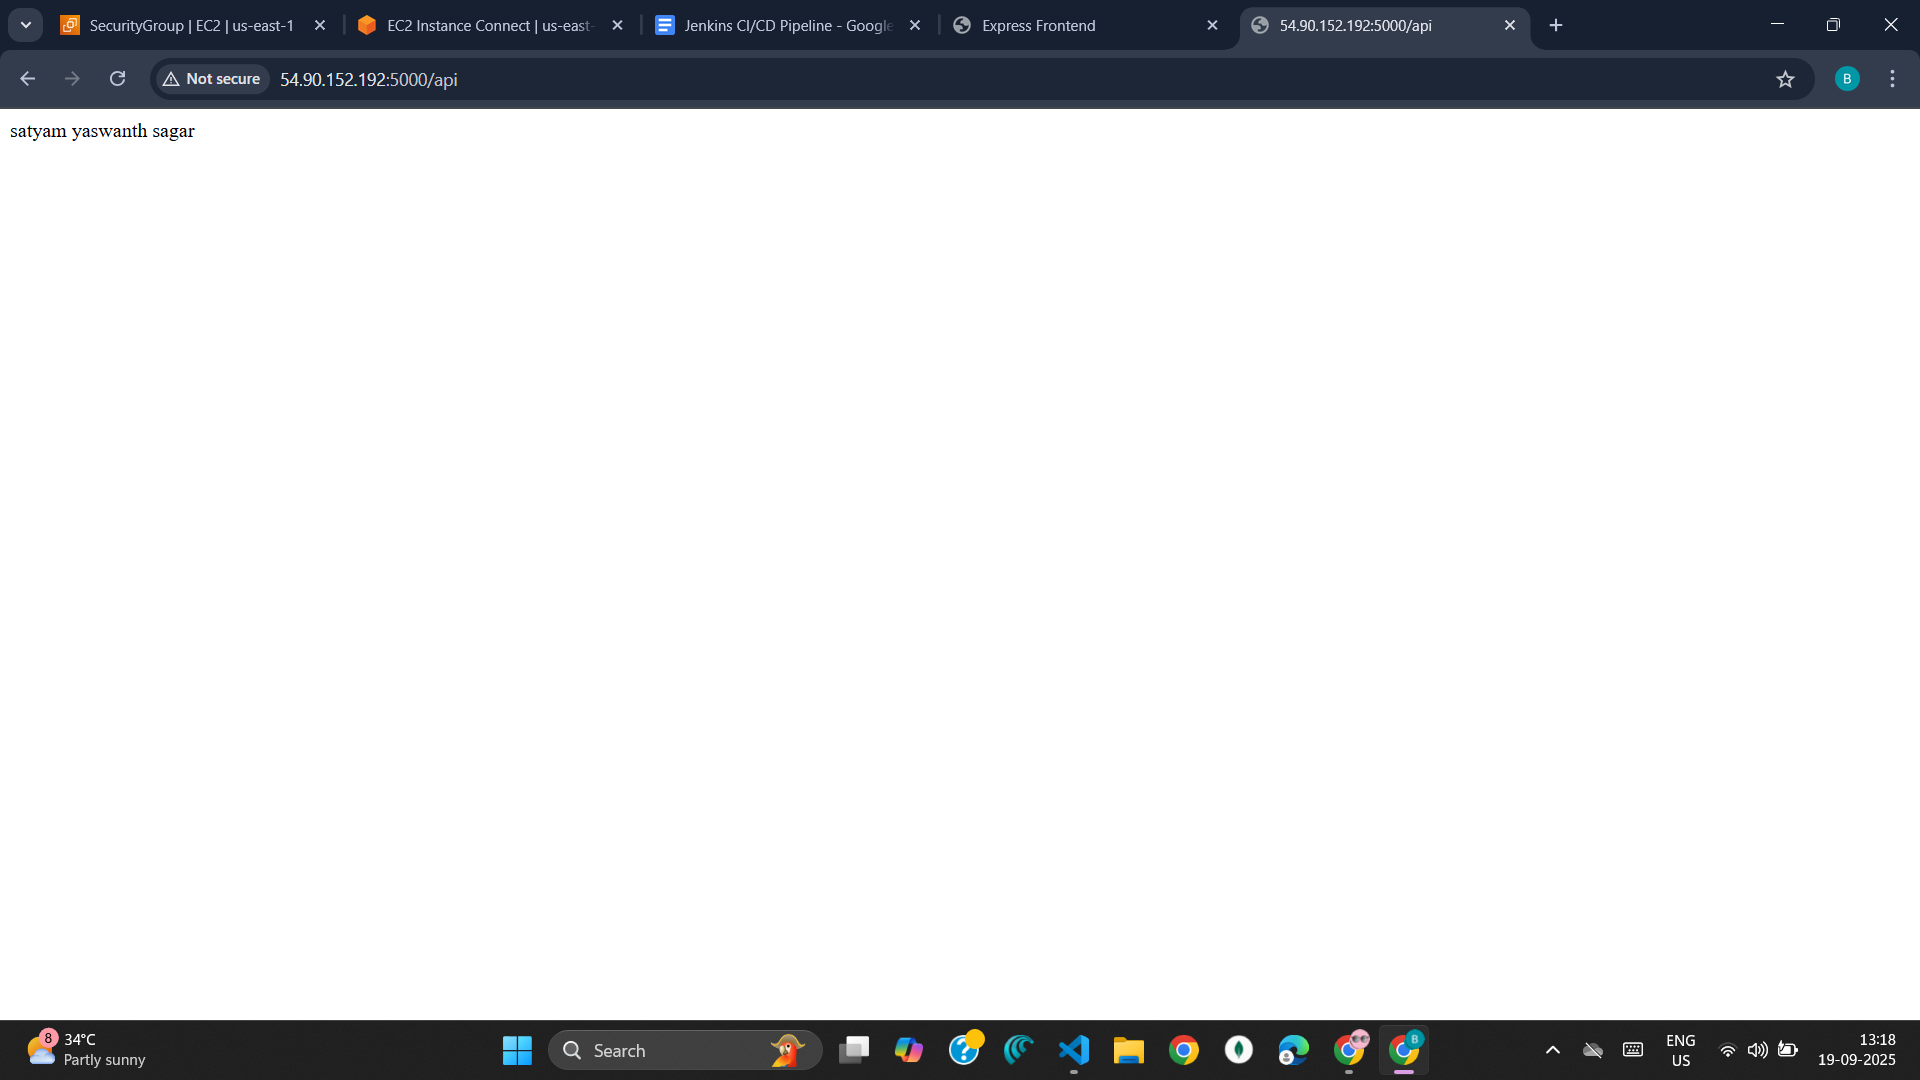 SecurityGroup | EC2 | us-east-1
EC2 Instance Connect | us-east-
Jenkins CI/CD Pipeline - Google
Express Frontend
54.90.152.192:5000/api
Not secure
54.90.152.192:5000/api
B
satyam yaswanth sagar
8
34°C
Partly sunny
Search
B
ENG
US
13:18
19-09-2025